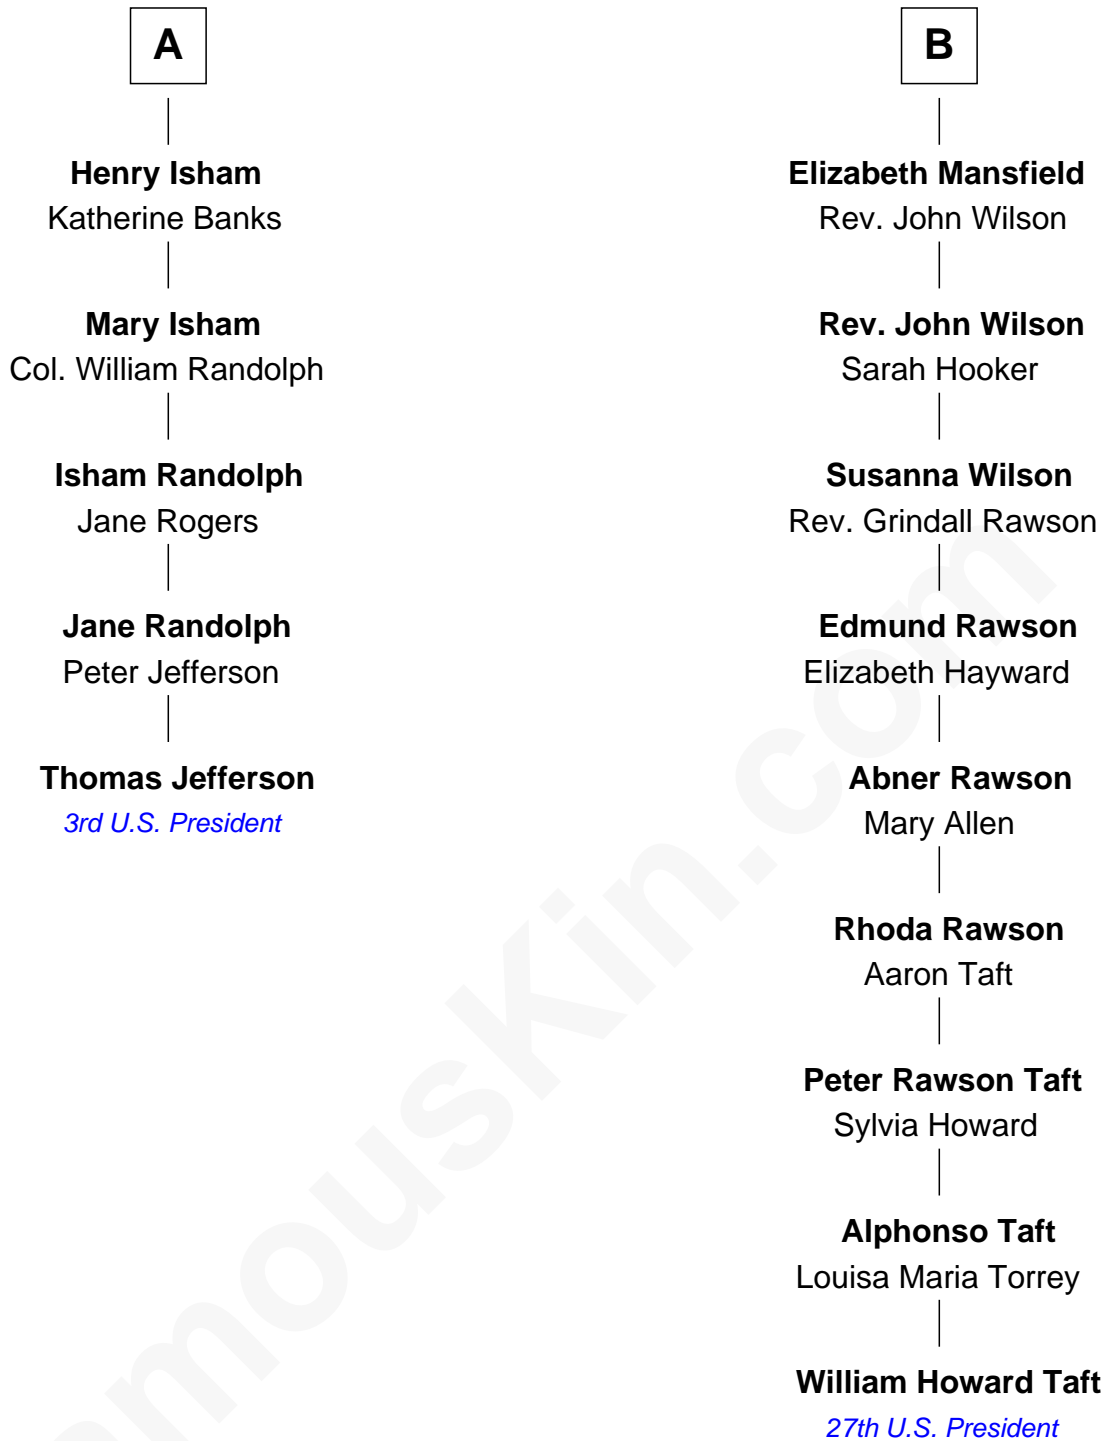 A
Henry Isham
Katherine Banks
Mary Isham
Col. William Randolph
Isham Randolph
Jane Rogers
Jane Randolph
Peter Jefferson
Thomas Jefferson
3rd U.S. President
B
Elizabeth Mansfield
Rev. John Wilson
Rev. John Wilson
Sarah Hooker
Susanna Wilson
Rev. Grindall Rawson
Edmund Rawson
Elizabeth Hayward
Abner Rawson
Mary Allen
Rhoda Rawson
Aaron Taft
Peter Rawson Taft
Sylvia Howard
Alphonso Taft
Louisa Maria Torrey
William Howard Taft
27th U.S. President
amousKin.com